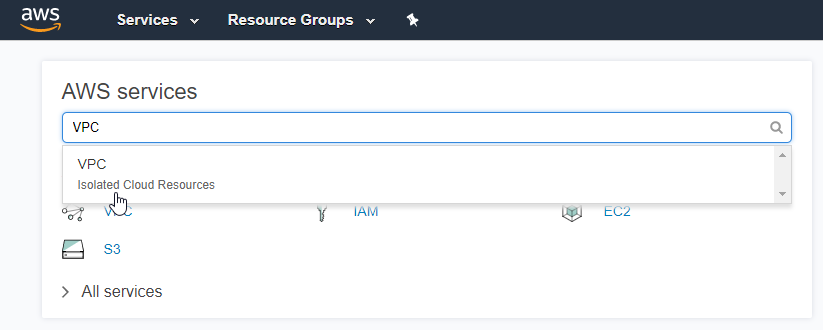 aws
Services
Resource Groups
AWS services
VPC
VPC
Isolated Cloud Resources
VPC
IAM
EC2
S3
All services